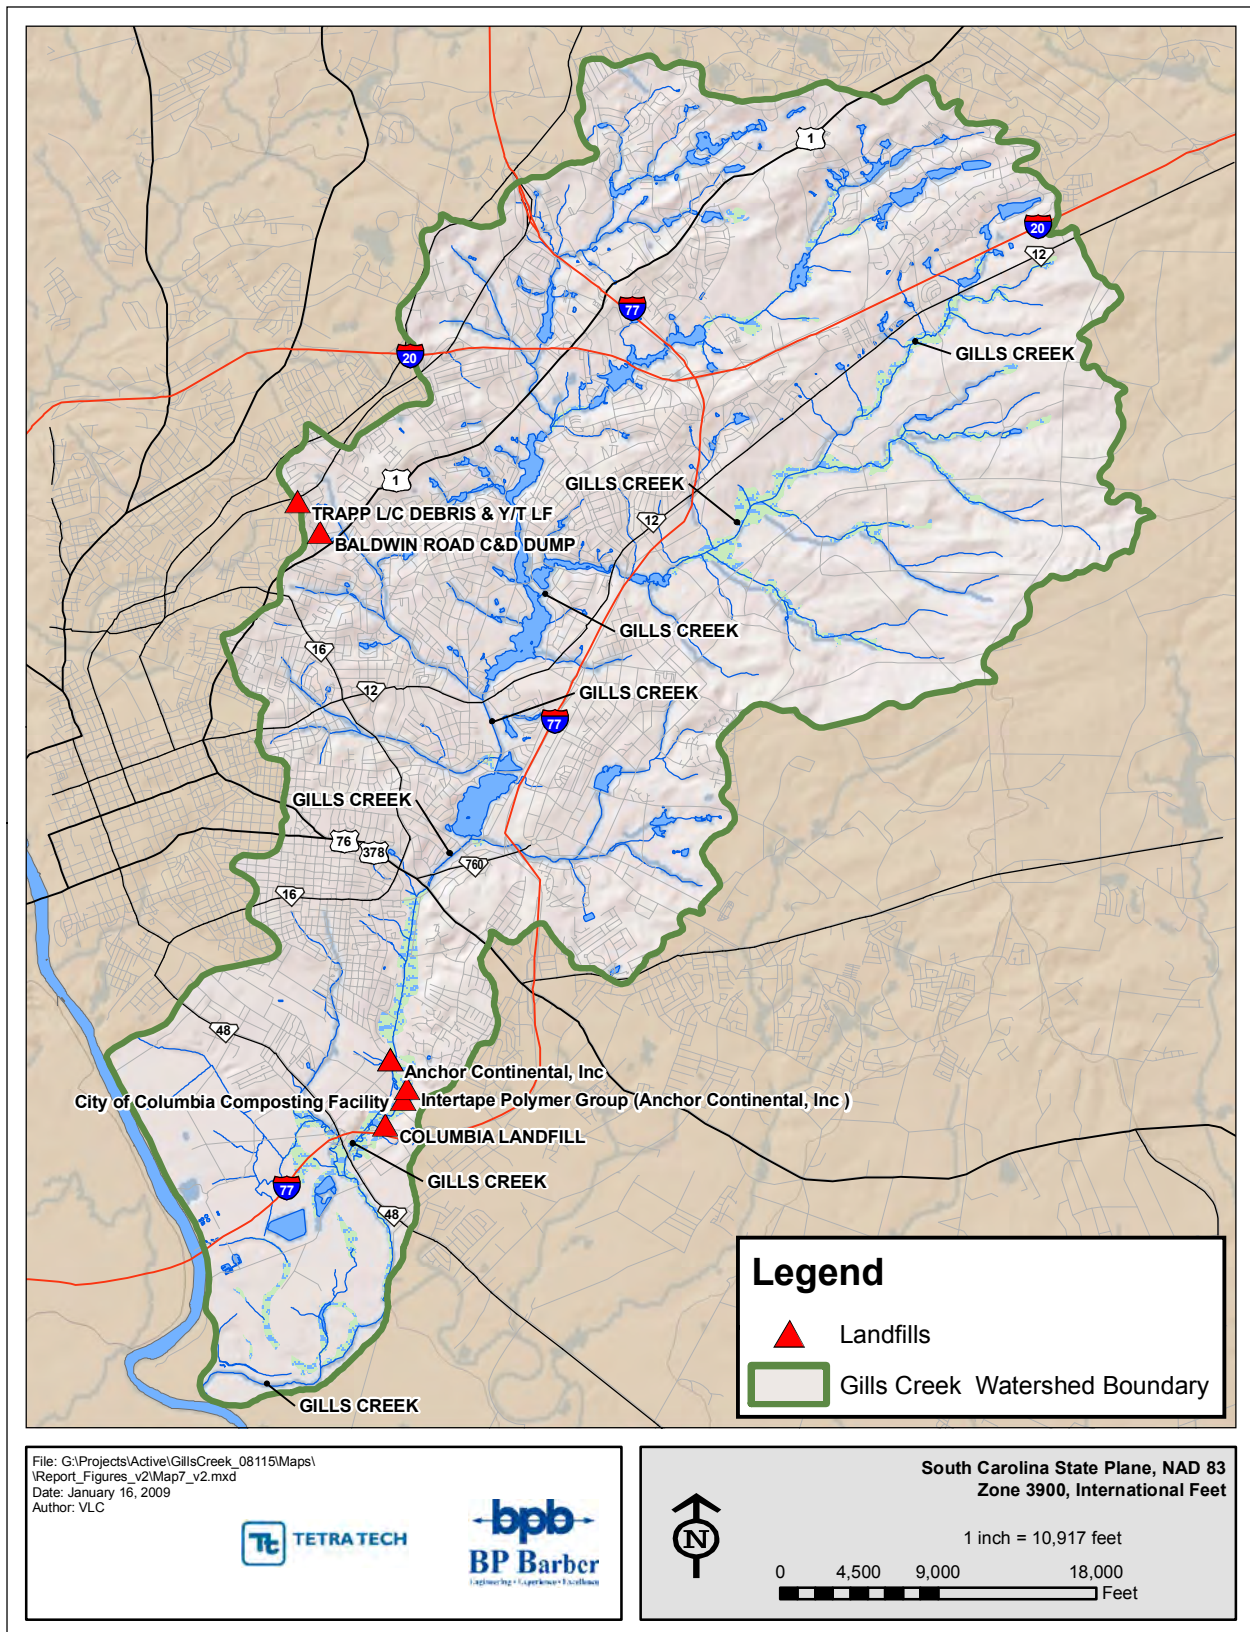 1
20
12
77
20
GILLS CREEK
1
GILLS CREEK
12
TRAPP L/C DEBRIS & Y/T LF
BALDWIN ROAD C&D DUMP
GILLS CREEK
16
12
GILLS CREEK
77
GILLS CREEK
76
378
760
16
48
Anchor Continental, Inc
City of Columbia Composting Facility
Intertape Polymer Group (Anchor Continental, Inc )
COLUMBIA LANDFILL
GILLS CREEK
77
48
GILLS CREEK
Legend
Landfills
Gills Creek Watershed Boundary
File: G:\Projects\Active\GillsCreek_08115\Maps\
\Report_Figures_v2\Map7_v2.mxd
Date: January 16, 2009
Author: VLC
Tt TETRA TECH
bpb
BP Barber
Engineering • Experience • Excellence
N
South Carolina State Plane, NAD 83
Zone 3900, International Feet
1 inch = 10,917 feet
0 4,500 9,000 18,000
Feet